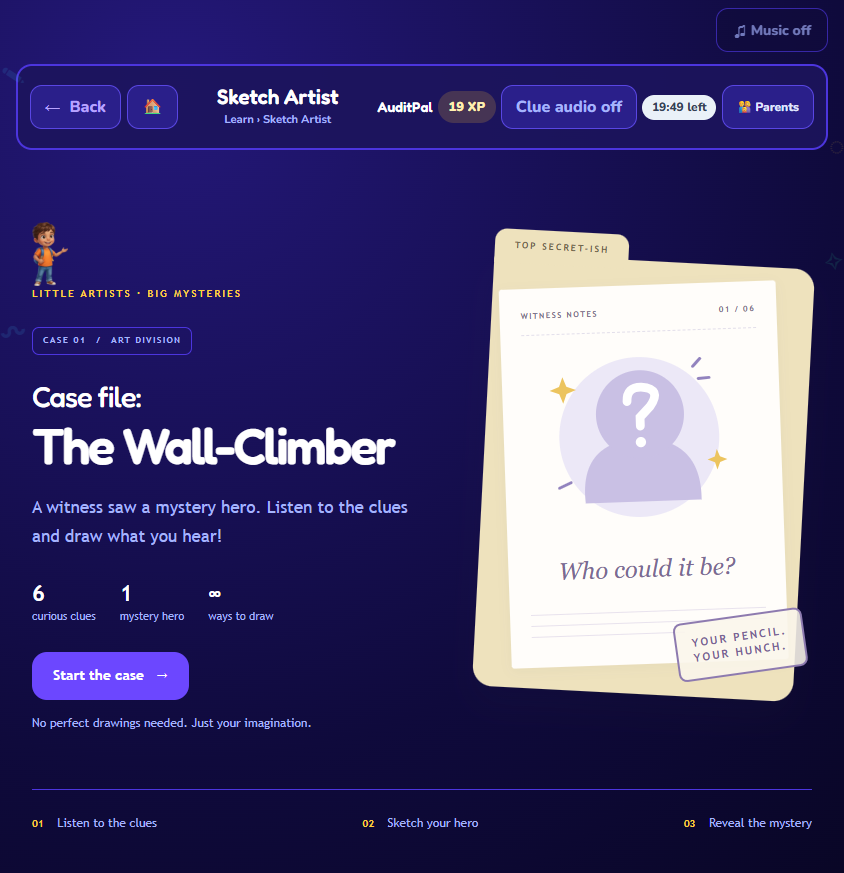 ♫ Music off
← Back
Sketch Artist
Learn › Sketch Artist
AuditPal
19 XP
Clue audio off
19:49 left
Parents
LITTLE ARTISTS · BIG MYSTERIES
CASE 01 / ART DIVISION
Case file:
The Wall-Climber
A witness saw a mystery hero. Listen to the clues
and draw what you hear!
6
curious clues
1
mystery hero
∞
ways to draw
Start the case →
No perfect drawings needed. Just your imagination.
TOP SECRET-ISH
WITNESS NOTES
01 / 06
?
Who could it be?
YOUR PENCIL.
YOUR HUNCH.
01 Listen to the clues
02 Sketch your hero
03 Reveal the mystery